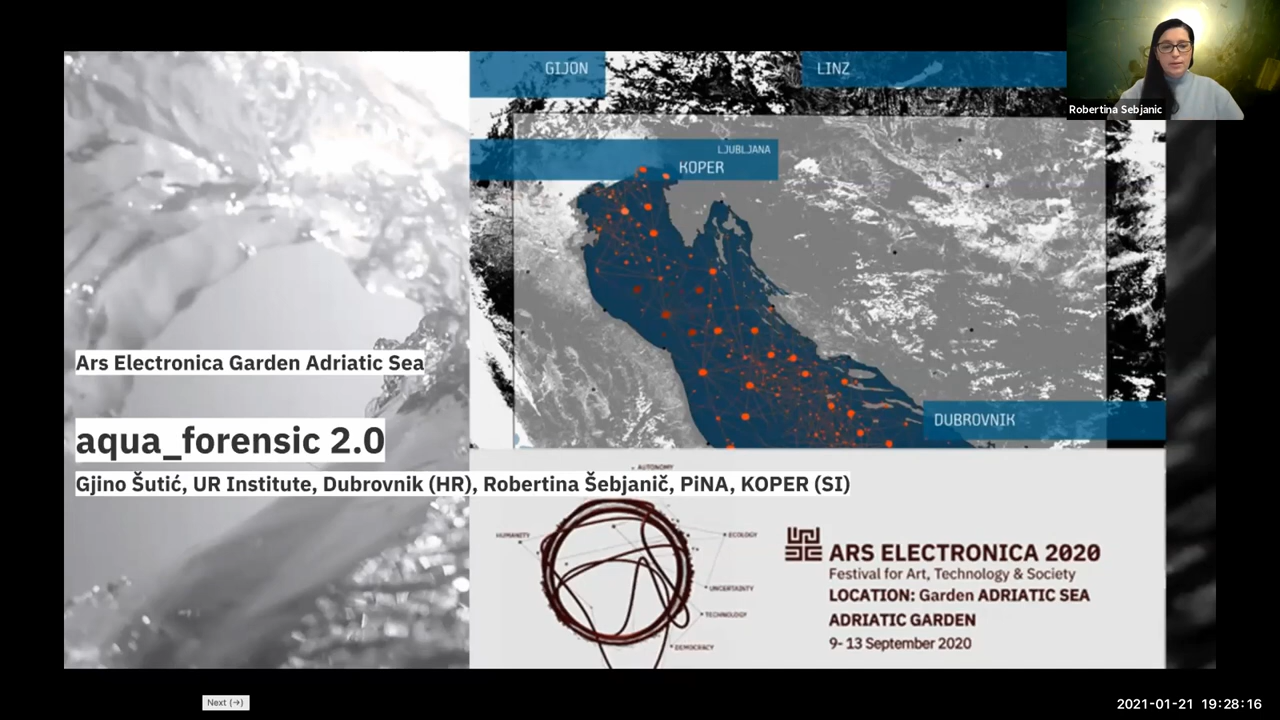 GIJON
LINZ
Robertina Sebjanic
LJUBLJANA
KOPER
Ars Electronica Garden Adriatic Sea
DUBROVNIK
aqua_forensic 2.0
AUTONOMY
Gjino Šutić, UR Institute, Dubrovnik (HR), Robertina Šebjanič, PiNA, KOPER (SI)
HUMANITY
ECOLOGY
UNCERTAINTY
TECHNOLOGY
DEMOCRACY
ARS ELECTRONICA 2020
Festival for Art, Technology & Society
LOCATION: Garden ADRIATIC SEA
ADRIATIC GARDEN
9- 13 September 2020
Next (→)
2021-01-21 19:28:16